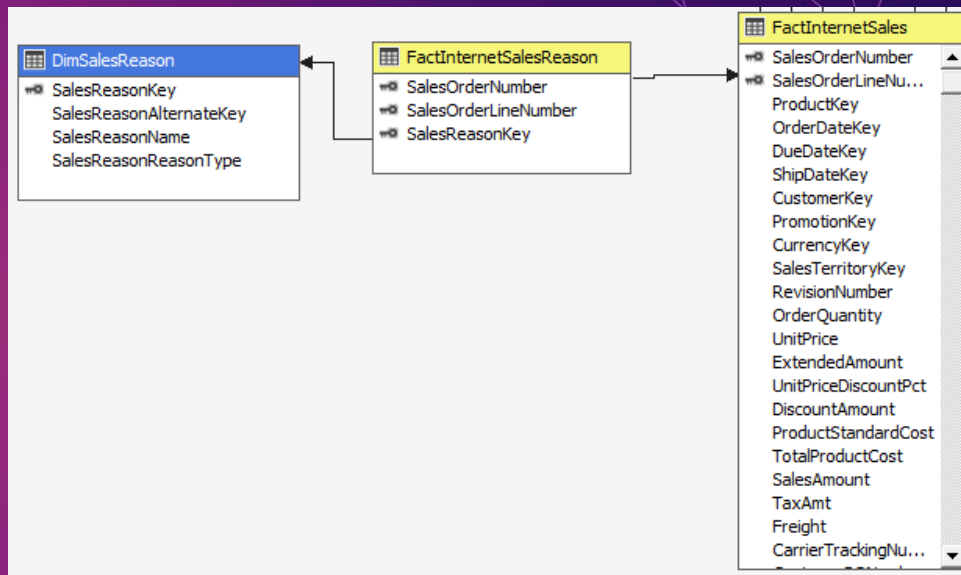 DimSalesReason
SalesReasonKey
SalesReasonAlternateKey
SalesReasonName
SalesReasonReasonType
FactInternetSalesReason
SalesOrderNumber
SalesOrderLineNumber
SalesReasonKey
FactInternetSales
SalesOrderNumber
SalesOrderLineNu...
ProductKey
OrderDateKey
DueDateKey
ShipDateKey
CustomerKey
PromotionKey
CurrencyKey
SalesTerritoryKey
RevisionNumber
OrderQuantity
UnitPrice
ExtendedAmount
UnitPriceDiscountPct
DiscountAmount
ProductStandardCost
TotalProductCost
SalesAmount
TaxAmt
Freight
CarrierTrackingNu...